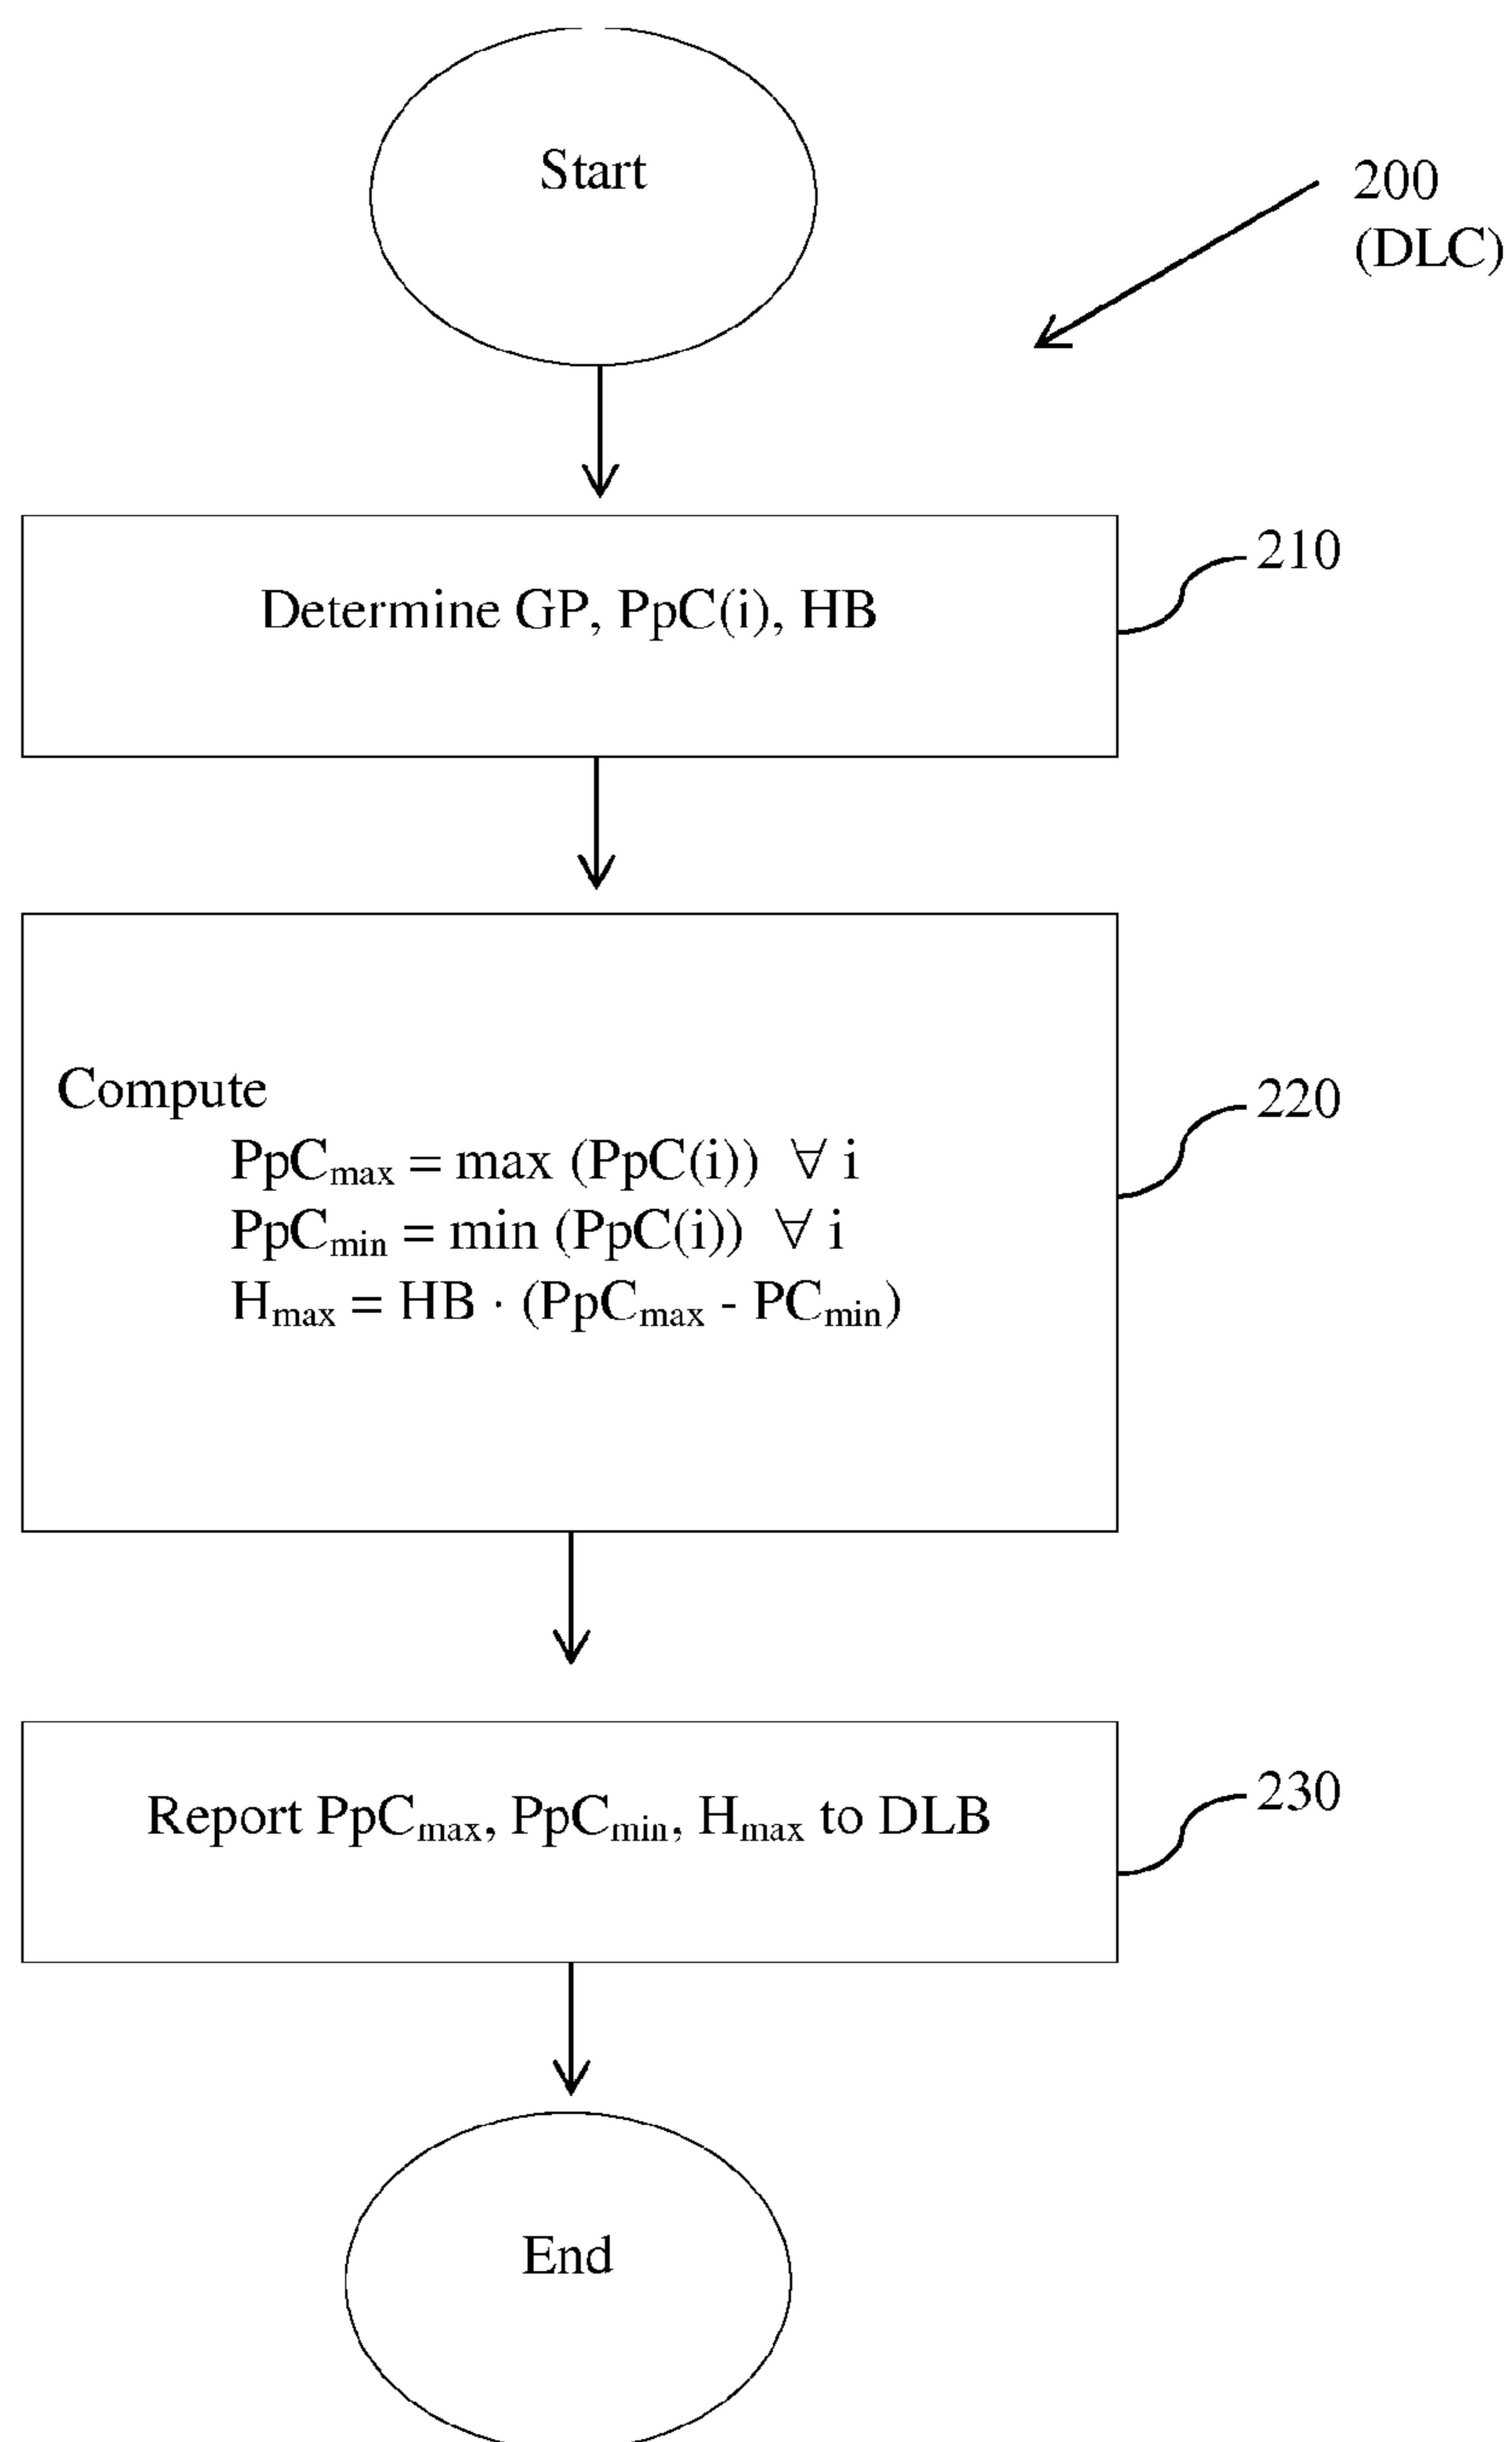 Start
200
(DLC)
Determine GP, PpC(i), HB
210
Compute
PpCmax = max (PpC(i)) ∀ i
PpCmin = min (PpC(i)) ∀ i
Hmax = HB · (PpCmax - PCmin)
220
Report PpCmax, PpCmin, Hmax to DLB
230
End